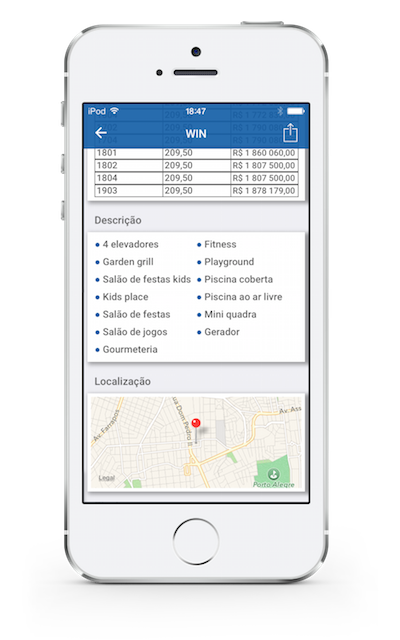 iPod 18:47
WIN
1801 209,50 R$ 1 860 060,00
1802 209,50 R$ 1 807 500,00
1804 209,50 R$ 1 807 500,00
1903 209,50 R$ 1 878 179,00
Descrição
• 4 elevadores • Fitness
• Garden grill • Playground
• Salão de festas kids • Piscina coberta
• Kids place • Piscina ao ar livre
• Salão de festas • Mini quadra
• Salão de jogos • Gerador
• Gourmeteria
Localização
Av. Farrapos
Rua Dom Pedro II
Av. Ass
Legal
Porto Alegre